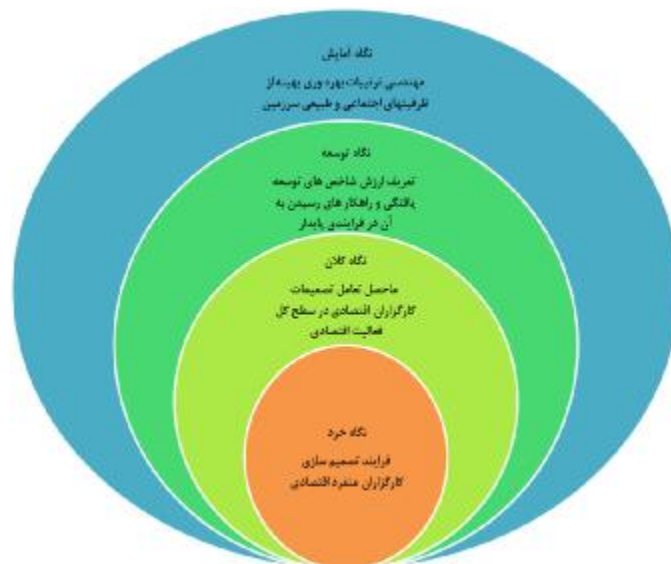 نگاه آمایش
مهندسی ترتیبات بهره وری بهینه از
ظرفیتهای اجتماعی و طبیعی سرزمین
نگاه توسعه
تعریف ارزش شاخص های توسعه
یافتگی و راهکار های رسیدن به
آن در فرایندی پایدار
نگاه کلان
ماحصل تعامل تصمیمات
کارگزاران اقتصادی در سطح کل
فعالیت اقتصادی
نگاه خرد
فرایند تصمیم سازی
کارگزاران منفرد اقتصادی